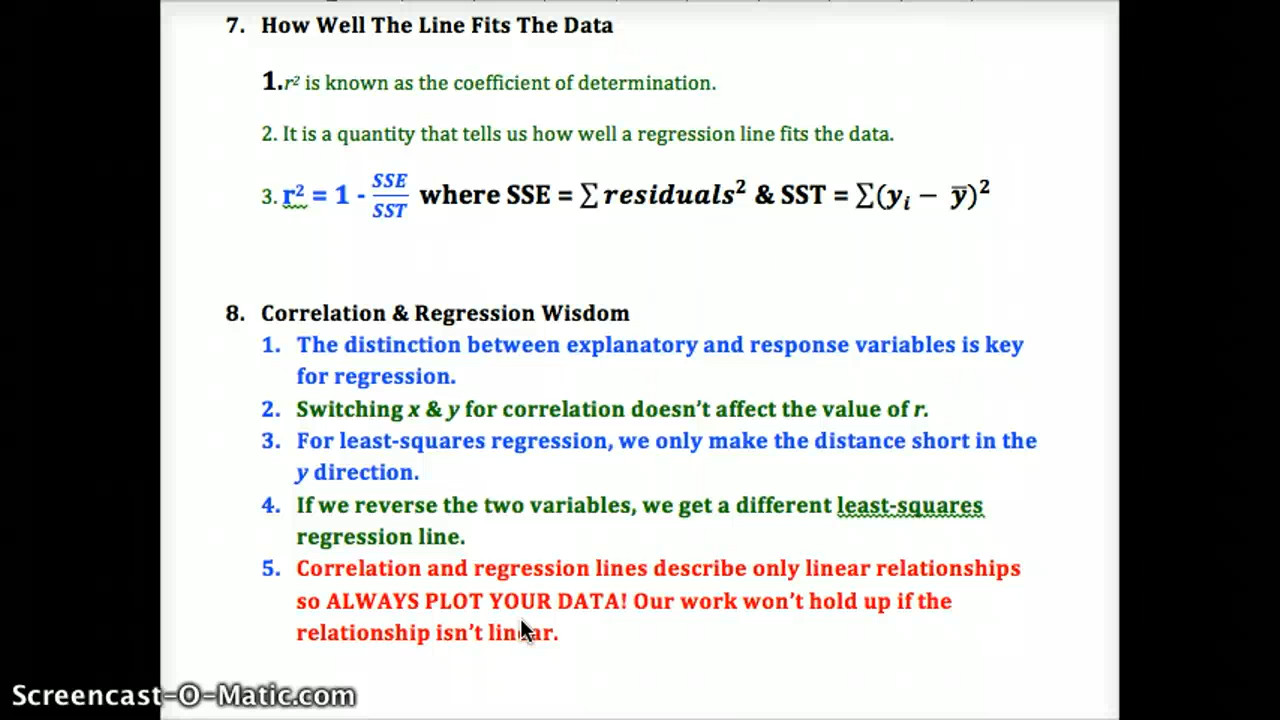 7. How Well The Line Fits The Data
1.r² is known as the coefficient of determination.
2. It is a quantity that tells us how well a regression line fits the data.
3. r² = 1 - SSE/SST where SSE = ∑residuals² & SST = ∑(yᵢ − ȳ)²
8. Correlation & Regression Wisdom
1. The distinction between explanatory and response variables is key
for regression.
2. Switching x & y for correlation doesn't affect the value of r.
3. For least-squares regression, we only make the distance short in the
y direction.
4. If we reverse the two variables, we get a different least-squares
regression line.
5. Correlation and regression lines describe only linear relationships
so ALWAYS PLOT YOUR DATA! Our work won't hold up if the
relationship isn't linear.
Screencast-O-Matic.com